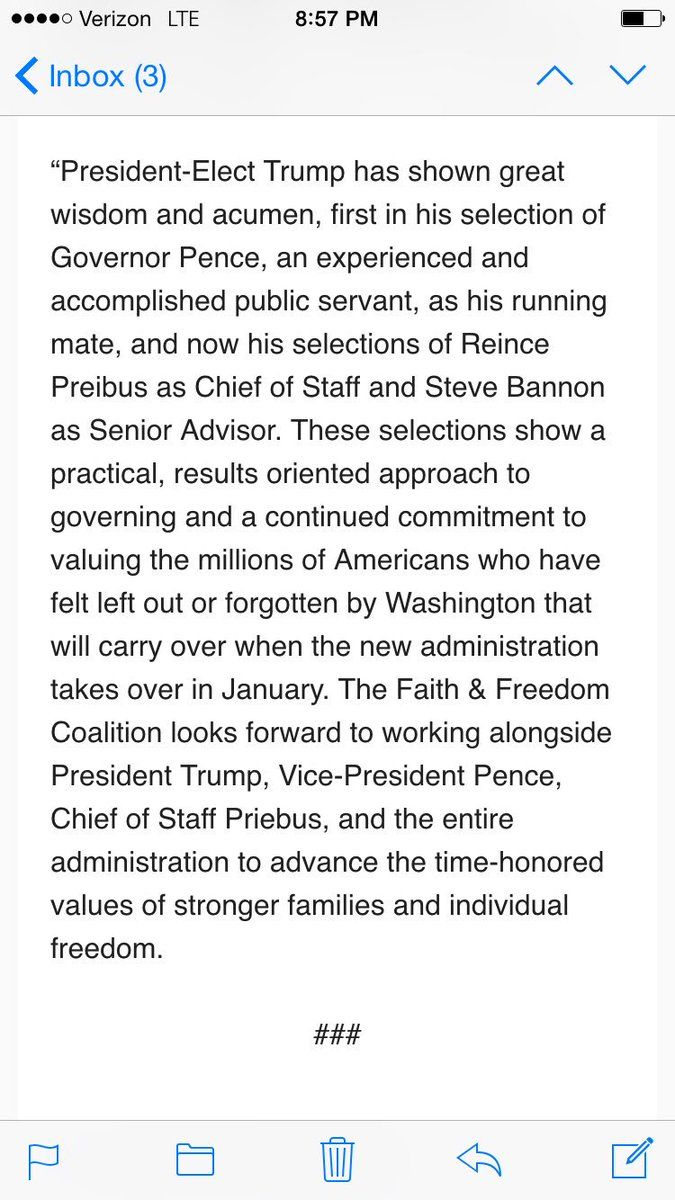 Verizon LTE 8:57 PM
Inbox (3)
“President-Elect Trump has shown great
wisdom and acumen, first in his selection of
Governor Pence, an experienced and
accomplished public servant, as his running
mate, and now his selections of Reince
Preibus as Chief of Staff and Steve Bannon
as Senior Advisor. These selections show a
practical, results oriented approach to
governing and a continued commitment to
valuing the millions of Americans who have
felt left out or forgotten by Washington that
will carry over when the new administration
takes over in January. The Faith & Freedom
Coalition looks forward to working alongside
President Trump, Vice-President Pence,
Chief of Staff Priebus, and the entire
administration to advance the time-honored
values of stronger families and individual
freedom.
###